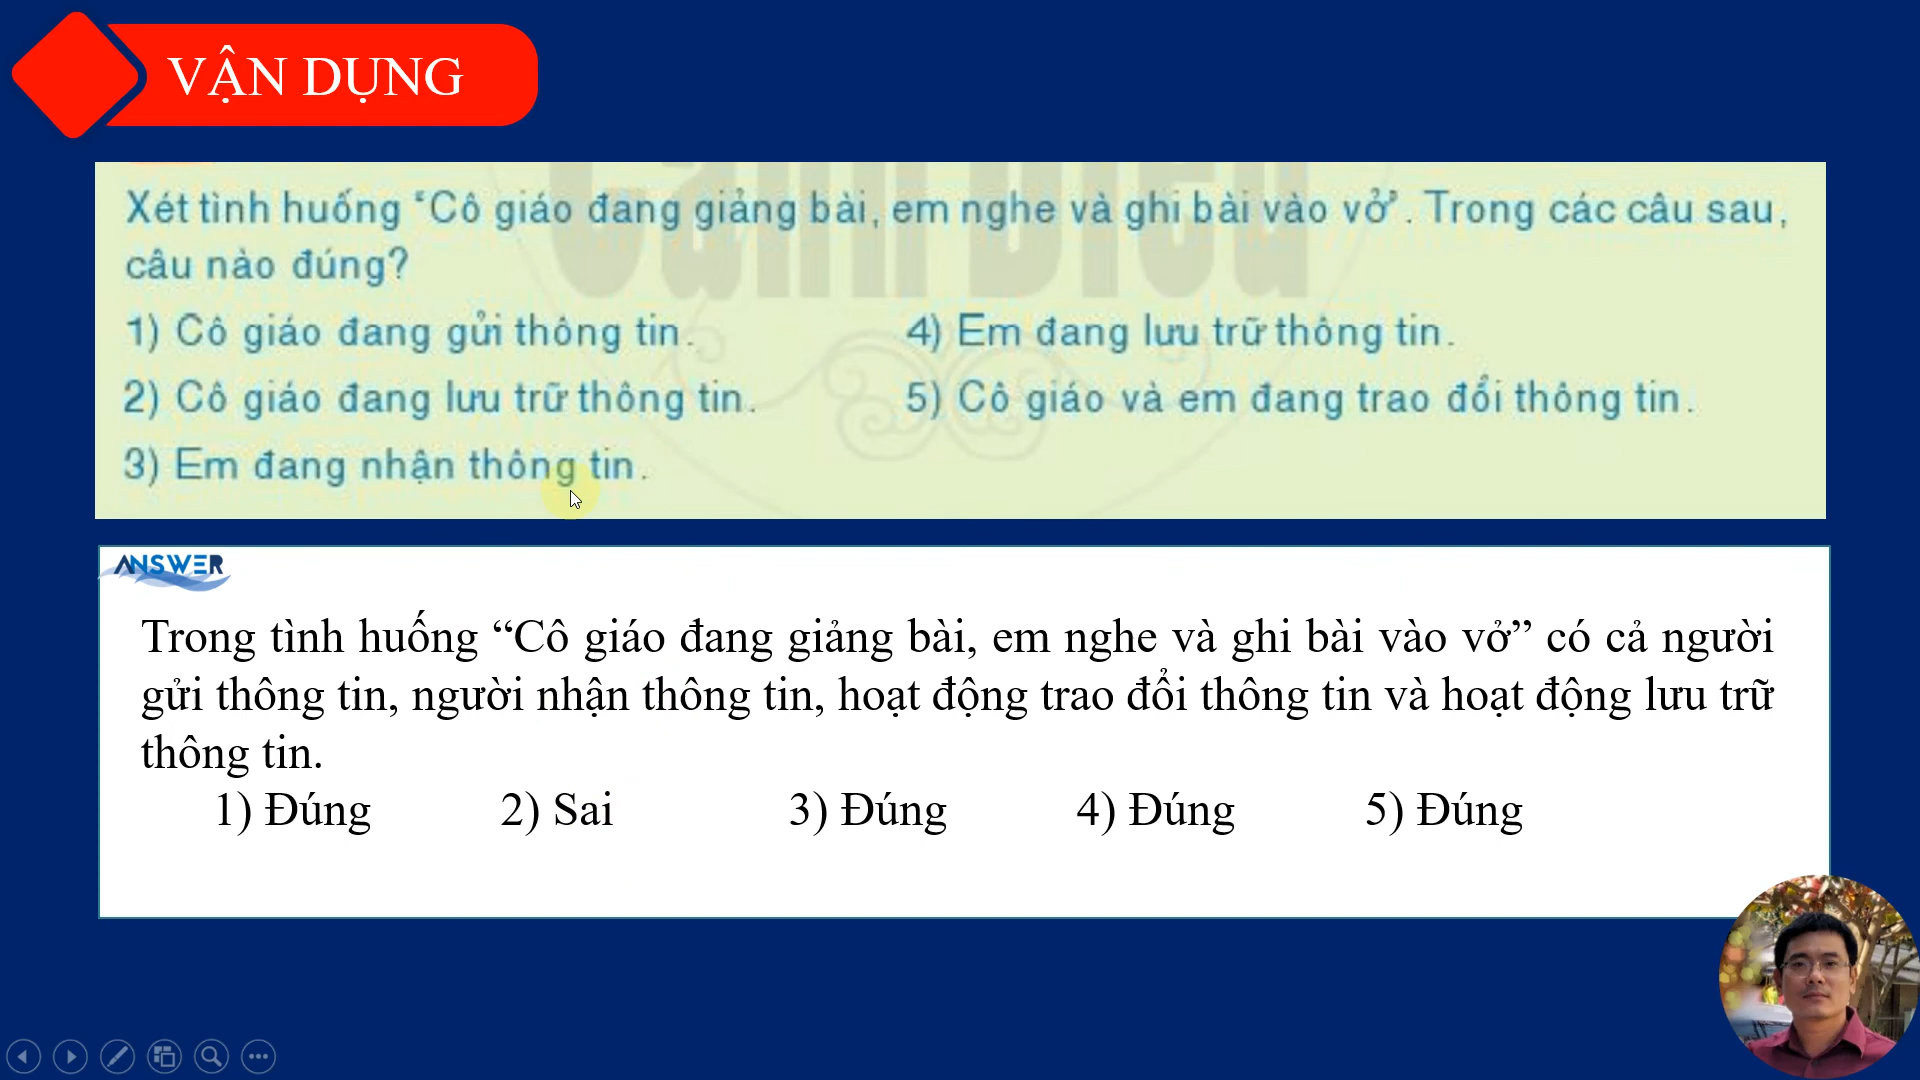 VẬN DỤNG
Xét tình huống “Cô giáo đang giảng bài, em nghe và ghi bài vào vở”. Trong các câu sau,
câu nào đúng?
1) Cô giáo đang gửi thông tin.
2) Cô giáo đang lưu trữ thông tin.
3) Em đang nhận thông tin.
4) Em đang lưu trữ thông tin.
5) Cô giáo và em đang trao đổi thông tin.
ANSWER
Trong tình huống “Cô giáo đang giảng bài, em nghe và ghi bài vào vở” có cả người
gửi thông tin, người nhận thông tin, hoạt động trao đổi thông tin và hoạt động lưu trữ
thông tin.
1) Đúng 2) Sai 3) Đúng 4) Đúng 5) Đúng